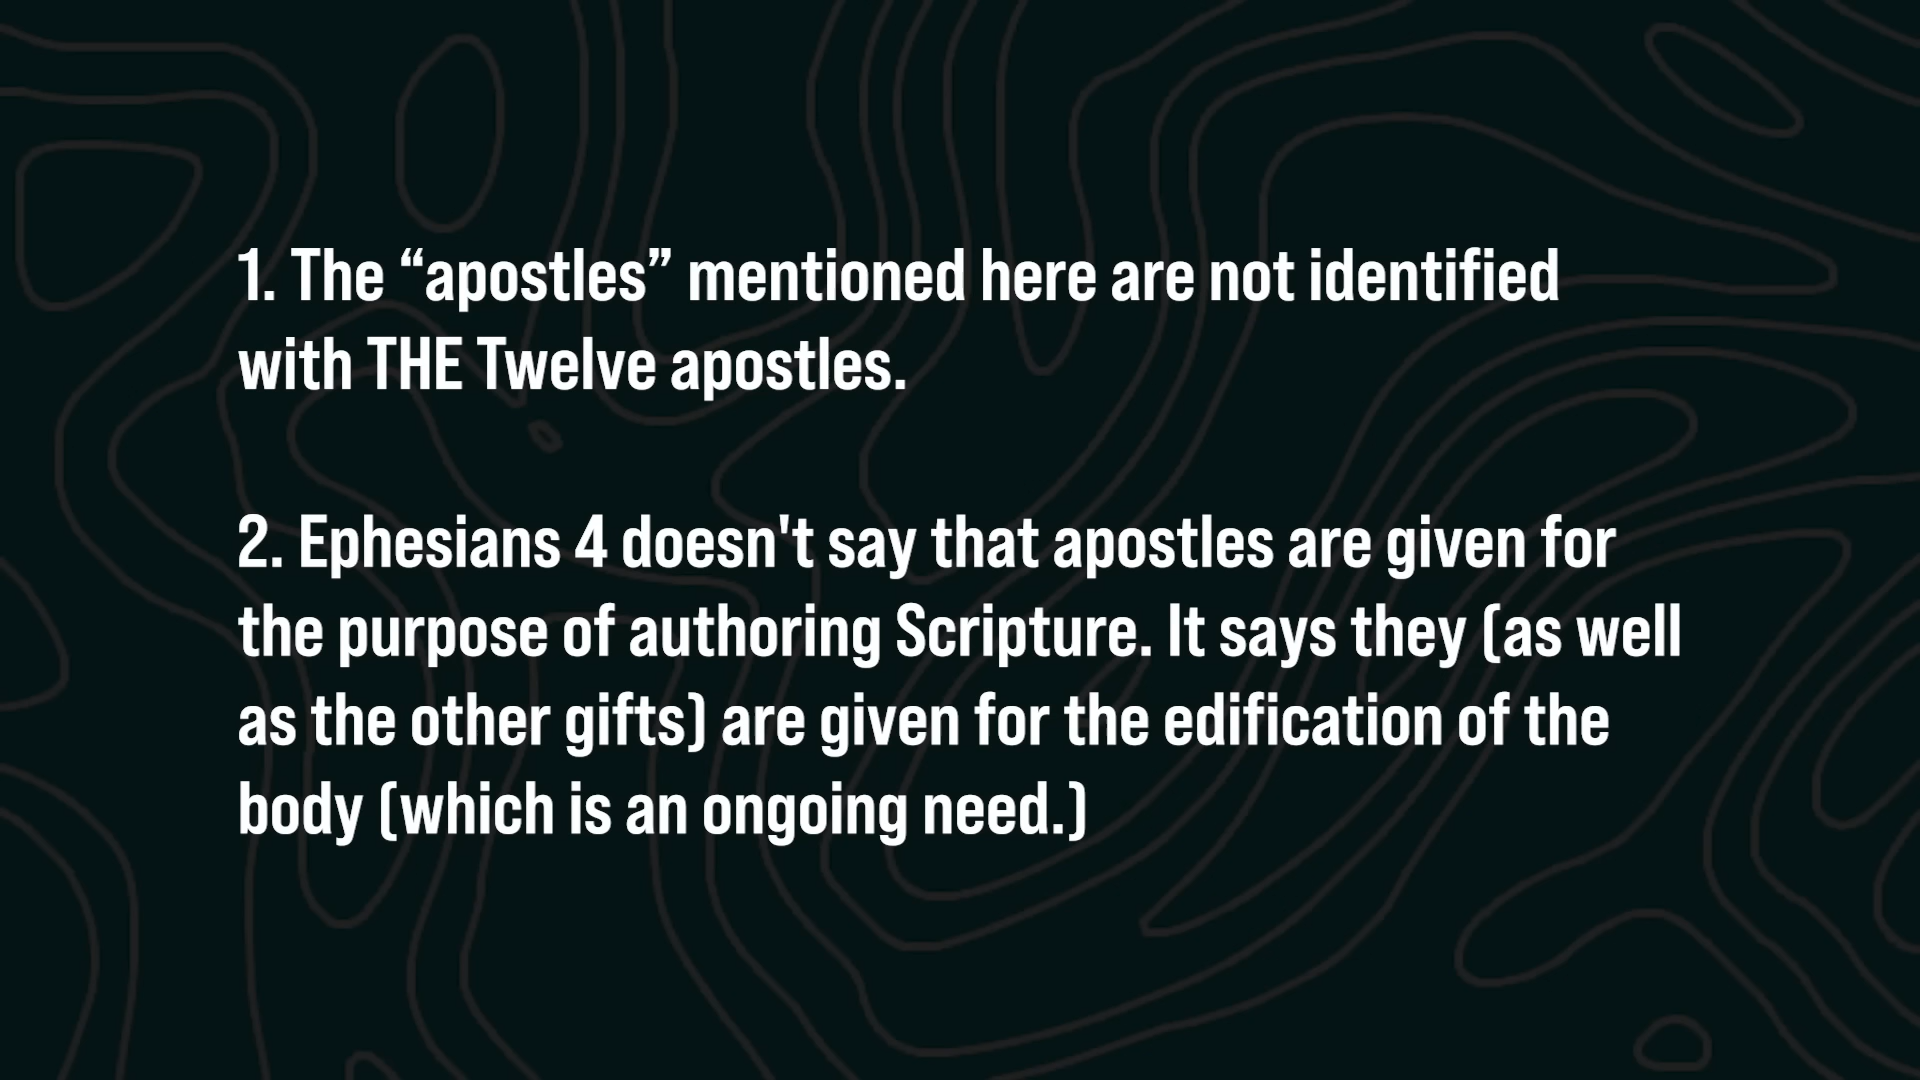 1. The “apostles” mentioned here are not identified
with THE Twelve apostles.
2. Ephesians 4 doesn't say that apostles are given for
the purpose of authoring Scripture. It says they (as well
as the other gifts) are given for the edification of the
body (which is an ongoing need.)